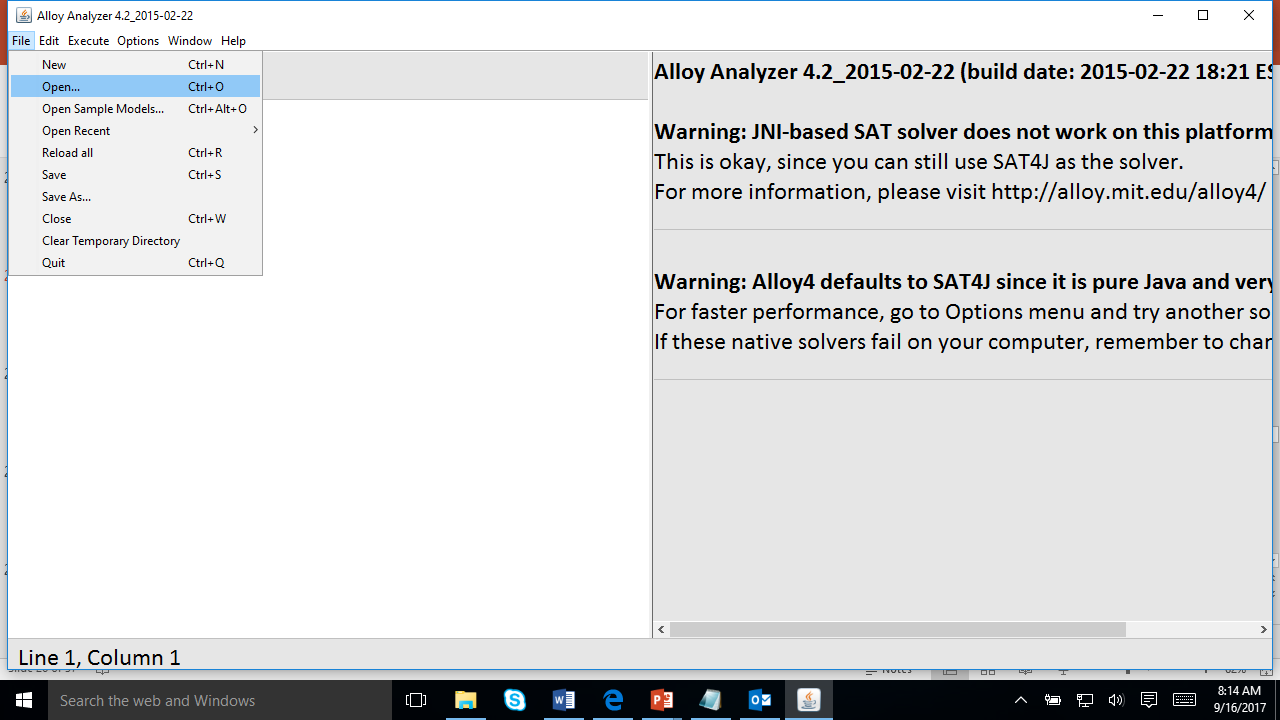 Alloy Analyzer 4.2_2015-02-22
File Edit Execute Options Window Help
New Ctrl+N
Open... Ctrl+O
Open Sample Models... Ctrl+Alt+O
Open Recent
Reload all Ctrl+R
Save Ctrl+S
Save As...
Close Ctrl+W
Clear Temporary Directory
Quit Ctrl+Q
Alloy Analyzer 4.2_2015-02-22 (build date: 2015-02-22 18:21 ES
Warning: JNI-based SAT solver does not work on this platform
This is okay, since you can still use SAT4J as the solver.
For more information, please visit http://alloy.mit.edu/alloy4/
Warning: Alloy4 defaults to SAT4J since it is pure Java and very
For faster performance, go to Options menu and try another so
If these native solvers fail on your computer, remember to char
Line 1, Column 1
Search the web and Windows
8:14 AM
9/16/2017